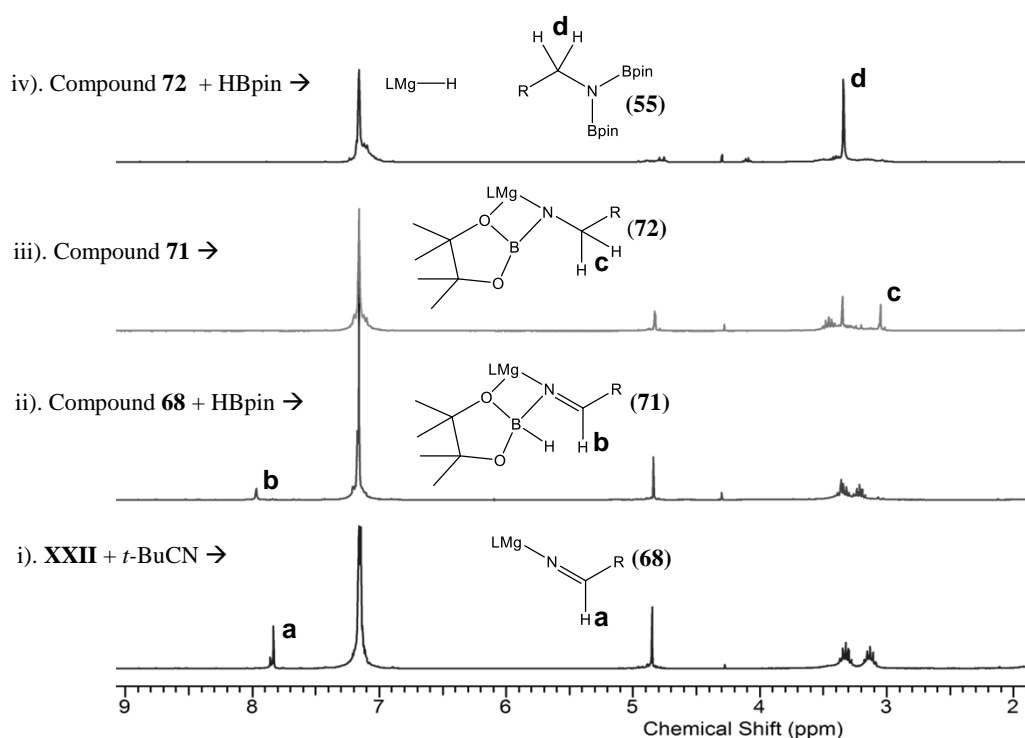 d
H H
iv). Compound 72 + HBpin →
LMg H
Bpin
R N
(55)
Bpin
d
LMg
O N R (72)
B
O H H
c
iii). Compound 71 →
c
LMg
O N R (71)
B
H
O H b
ii). Compound 68 + HBpin →
b
LMg
N R (68)
H a
i). XXII + t-BuCN →
a
9 8 7 6 5 4 3 2
Chemical Shift (ppm)